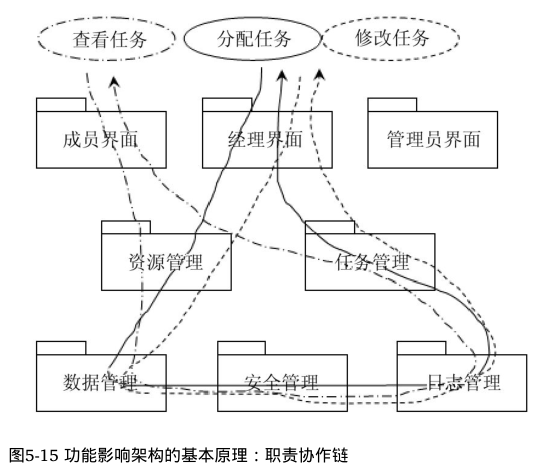 查看任务 分配任务 修改任务
成员界面 经理界面 管理员界面
资源管理 任务管理
数据管理 安全管理 日志管理
图5-15 功能影响架构的基本原理：职责协作链